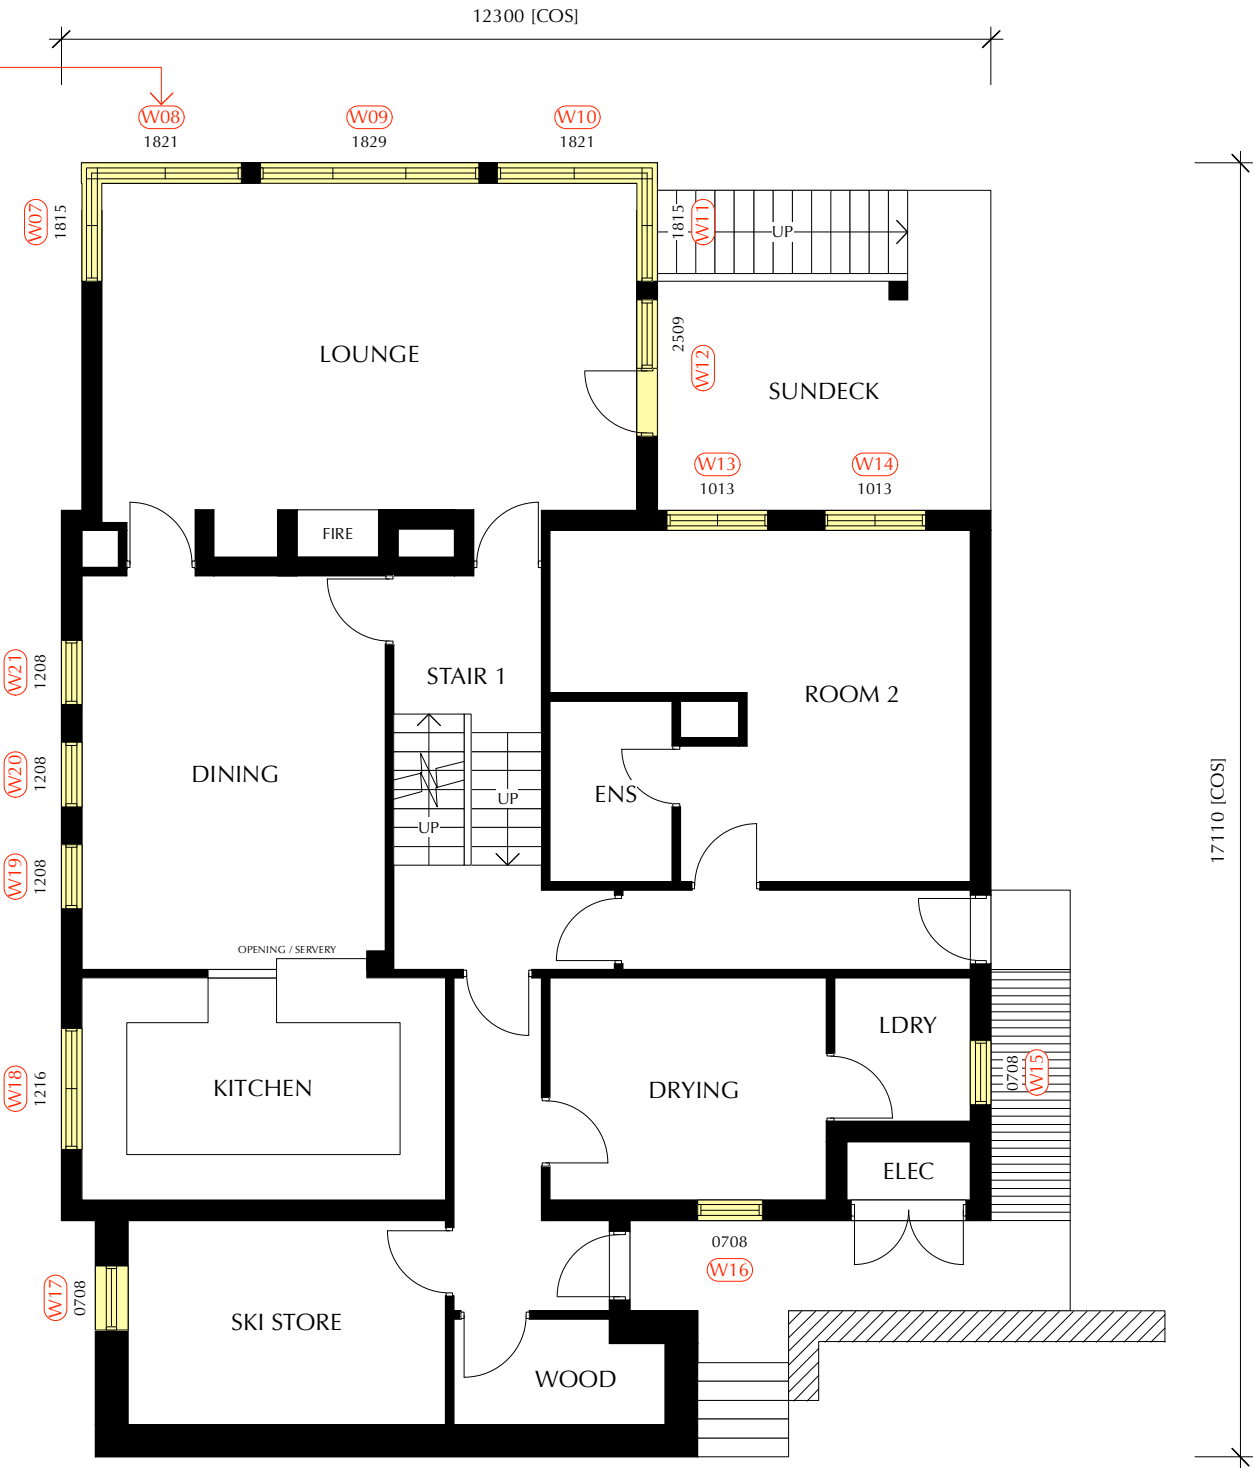 12300 [COS]
W08
W09
W10
1821
1829
1821
W07
1815
1815
W11
UP
LOUNGE
2509
W12
SUNDECK
W13
W14
1013
1013
FIRE
W21
1208
STAIR 1
ROOM 2
W20
1208
DINING
ENS
UP
UP
17110 [COS]
W19
1208
OPENING / SERVERY
LDRY
W18
1216
KITCHEN
DRYING
0708
W15
ELEC
0708
W16
W17
0708
SKI STORE
WOOD